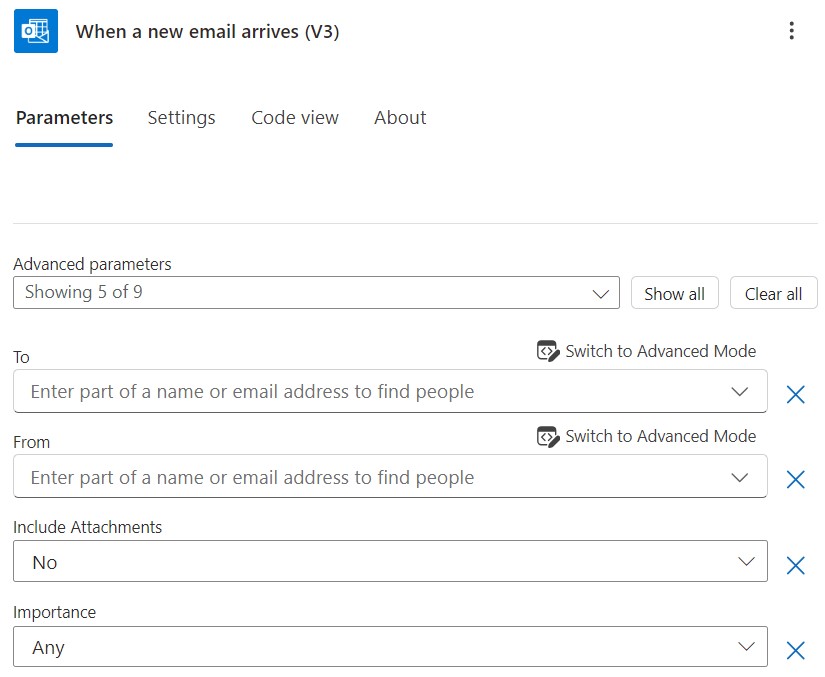 When a new email arrives (V3)
Parameters Settings Code view About
Advanced parameters
Showing 5 of 9 Show all Clear all
To Switch to Advanced Mode
Enter part of a name or email address to find people
From Switch to Advanced Mode
Enter part of a name or email address to find people
Include Attachments
No
Importance
Any